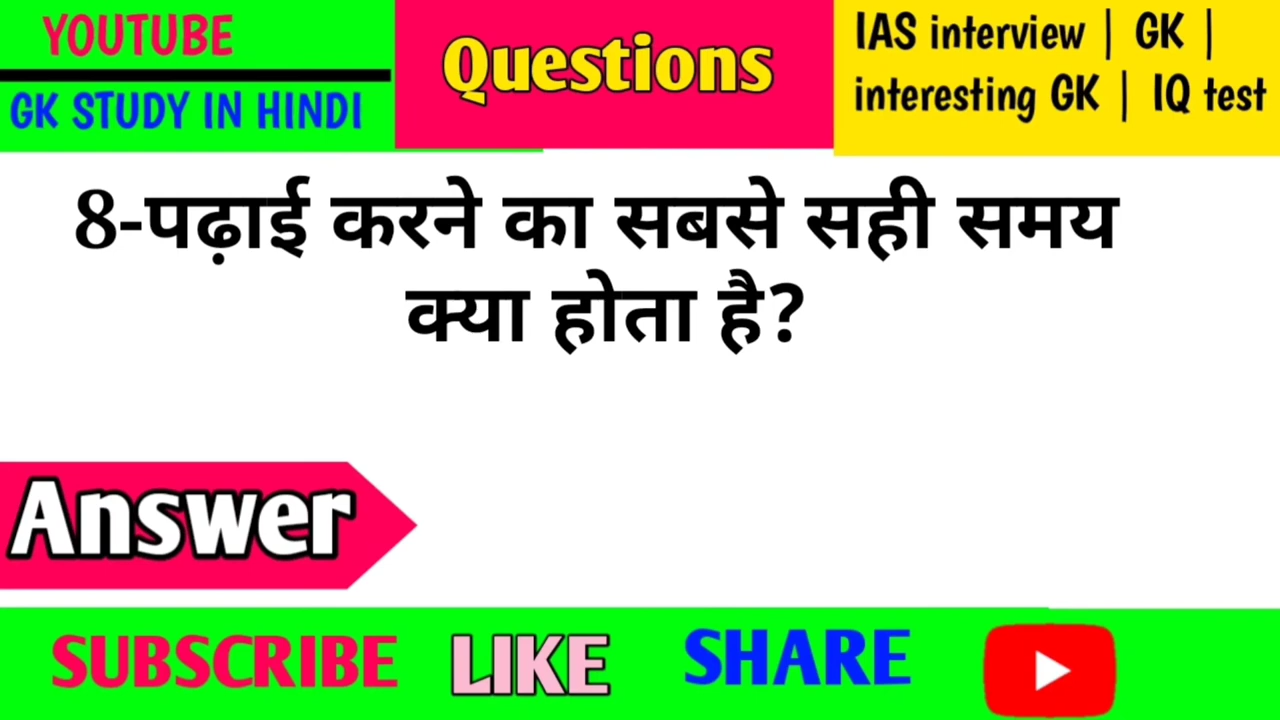 YOUTUBE
GK STUDY IN HINDI
Questions
IAS interview | GK |
interesting GK | IQ test
8-पढ़ाई करने का सबसे सही समय
क्या होता है?
Answer
SUBSCRIBE LIKE SHARE